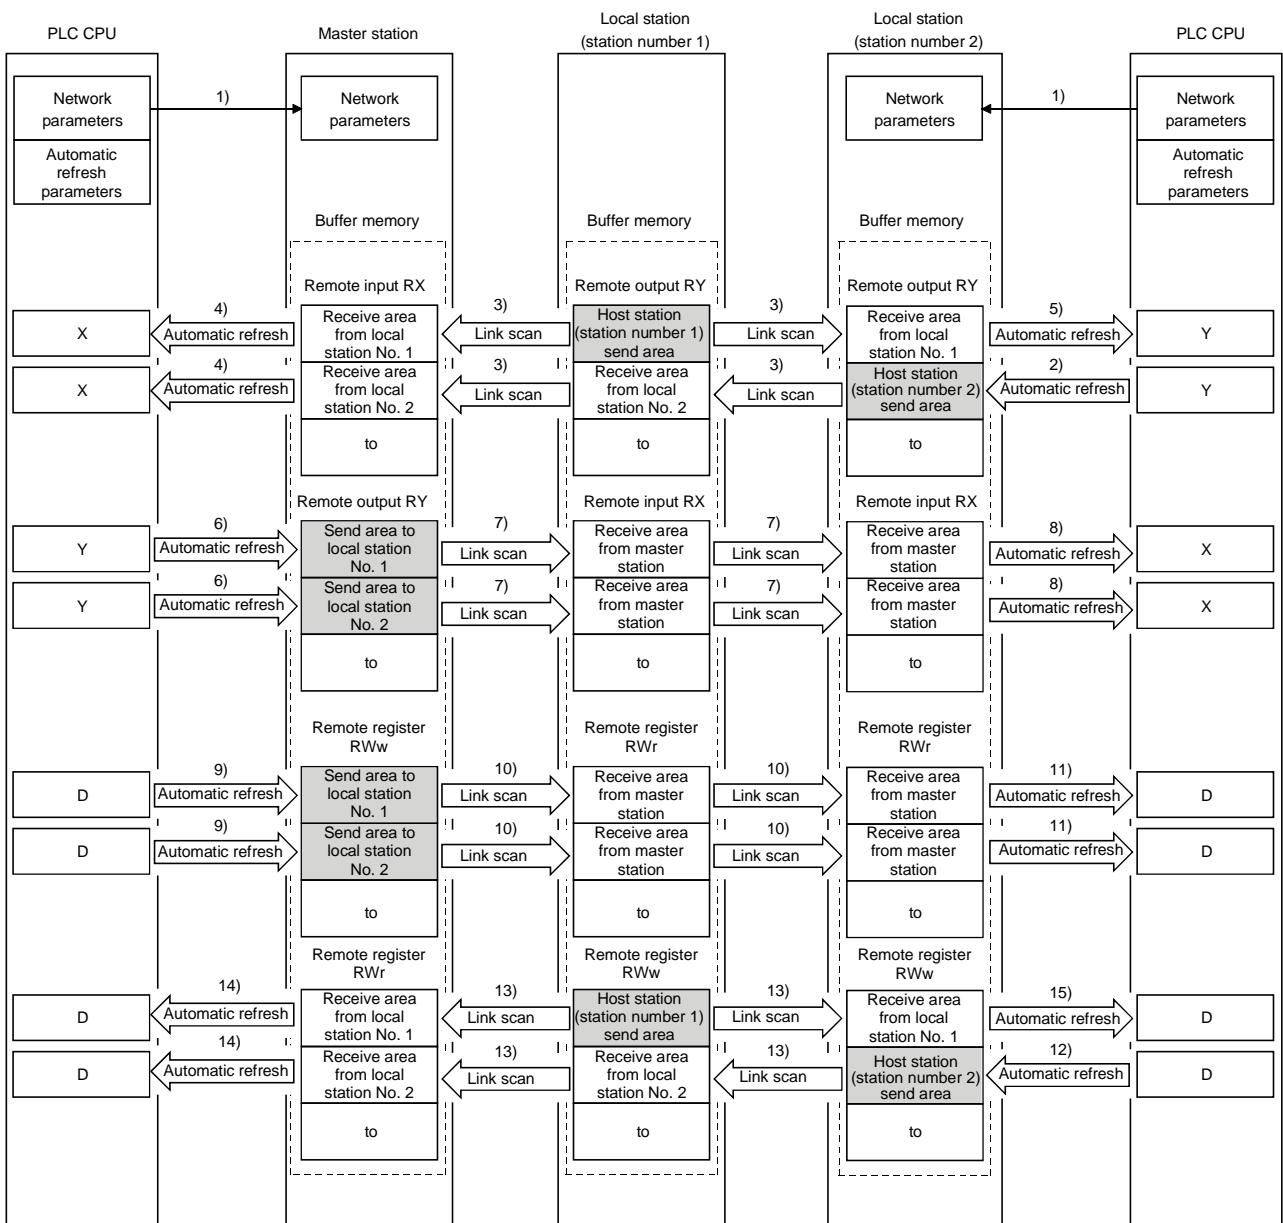 PLC CPU
Master station
Local station
(station number 1)
Local station
(station number 2)
PLC CPU
Network
parameters
1)
Network
parameters
Network
parameters
1)
Network
parameters
Automatic
refresh
parameters
Automatic
refresh
parameters
Buffer memory
Buffer memory
Buffer memory
Remote input RX
Remote output RY
Remote output RY
X
4)
Automatic refresh
Receive area
from local
station No. 1
3)
Link scan
Host station
(station number 1)
send area
3)
Link scan
Receive area
from local
station No. 1
5)
Automatic refresh
Y
X
4)
Automatic refresh
Receive area
from local
station No. 2
3)
Link scan
Receive area
from local
station No. 2
3)
Link scan
Host station
(station number 2)
send area
2)
Automatic refresh
Y
to
to
to
Remote output RY
Remote input RX
Remote input RX
Y
6)
Automatic refresh
Send area to
local station
No. 1
7)
Link scan
Receive area
from master
station
7)
Link scan
Receive area
from master
station
8)
Automatic refresh
X
Y
6)
Automatic refresh
Send area to
local station
No. 2
7)
Link scan
Receive area
from master
station
7)
Link scan
Receive area
from master
station
8)
Automatic refresh
X
to
to
to
Remote register
RWw
Remote register
RWr
Remote register
RWr
D
9)
Automatic refresh
Send area to
local station
No. 1
10)
Link scan
Receive area
from master
station
10)
Link scan
Receive area
from master
station
11)
Automatic refresh
D
D
9)
Automatic refresh
Send area to
local station
No. 2
10)
Link scan
Receive area
from master
station
10)
Link scan
Receive area
from master
station
11)
Automatic refresh
D
to
to
to
Remote register
RWr
Remote register
RWw
Remote register
RWw
D
14)
Automatic refresh
Receive area
from local
station No. 1
13)
Link scan
Host station
(station number 1)
send area
13)
Link scan
Receive area
from local
station No. 1
15)
Automatic refresh
D
D
14)
Automatic refresh
Receive area
from local
station No. 2
13)
Link scan
Receive area
from local
station No. 2
13)
Link scan
Host station
(station number 2)
send area
12)
Automatic refresh
D
to
to
to